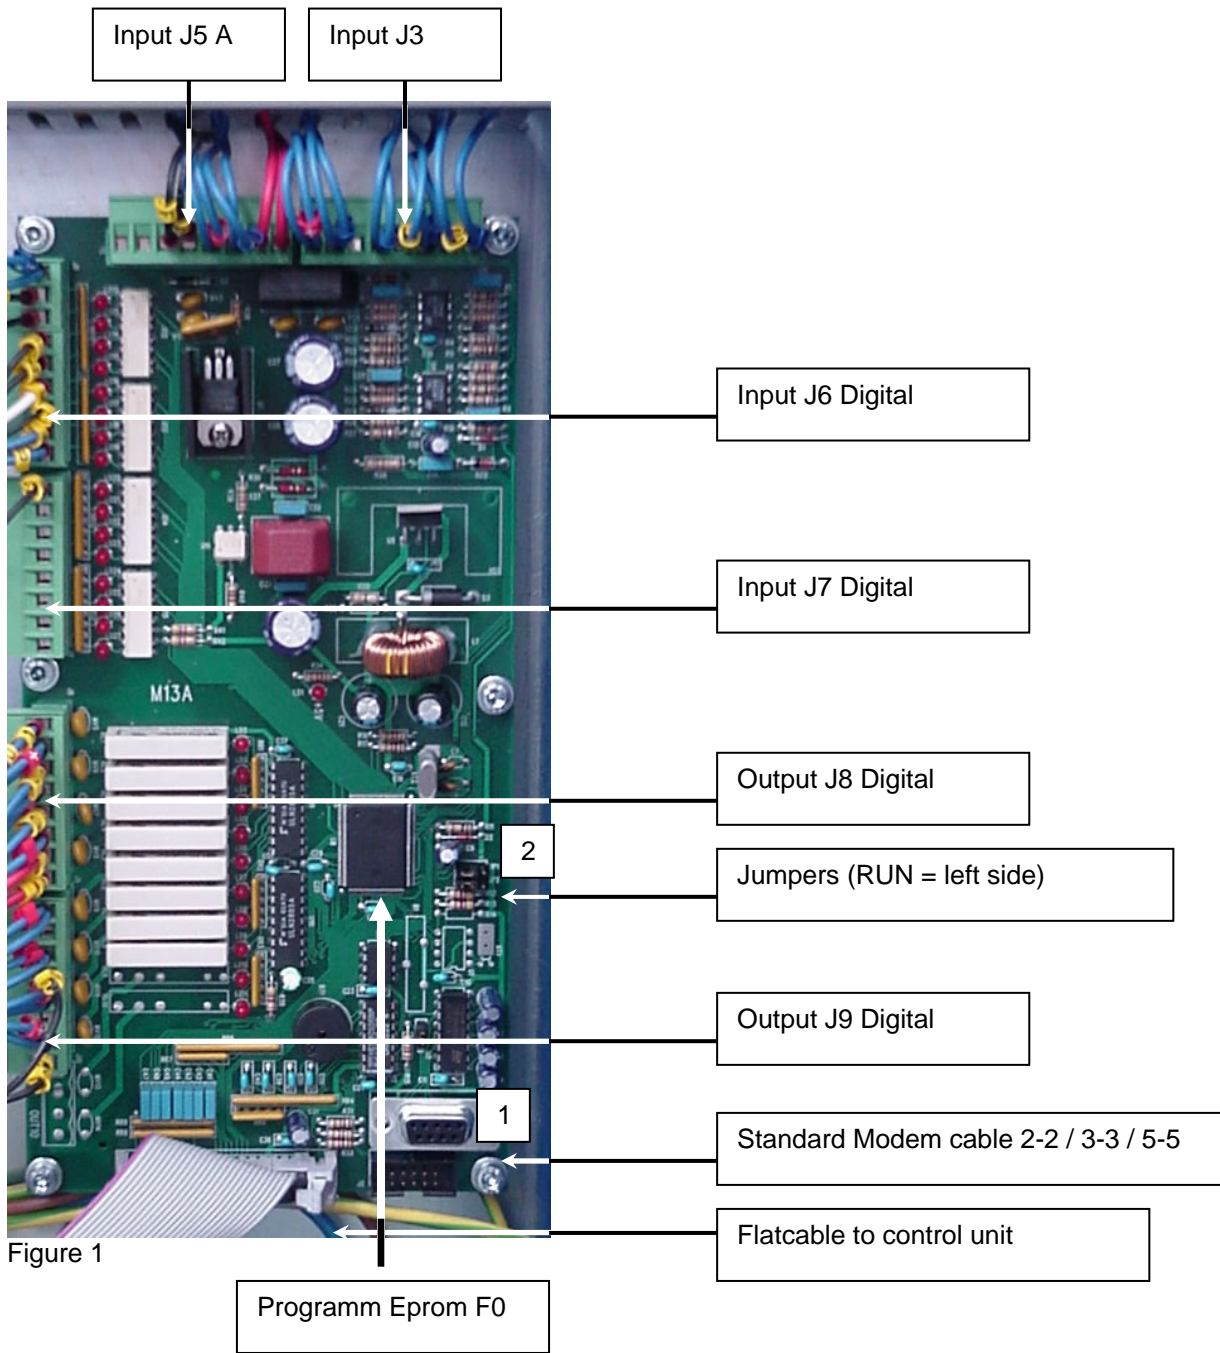 Input J5 A
Input J3
Input J6 Digital
Input J7 Digital
M13A
Output J8 Digital
2
Jumpers (RUN = left side)
Output J9 Digital
1
Standard Modem cable 2-2 / 3-3 / 5-5
Flatcable to control unit
Figure 1
Programm Eprom F0